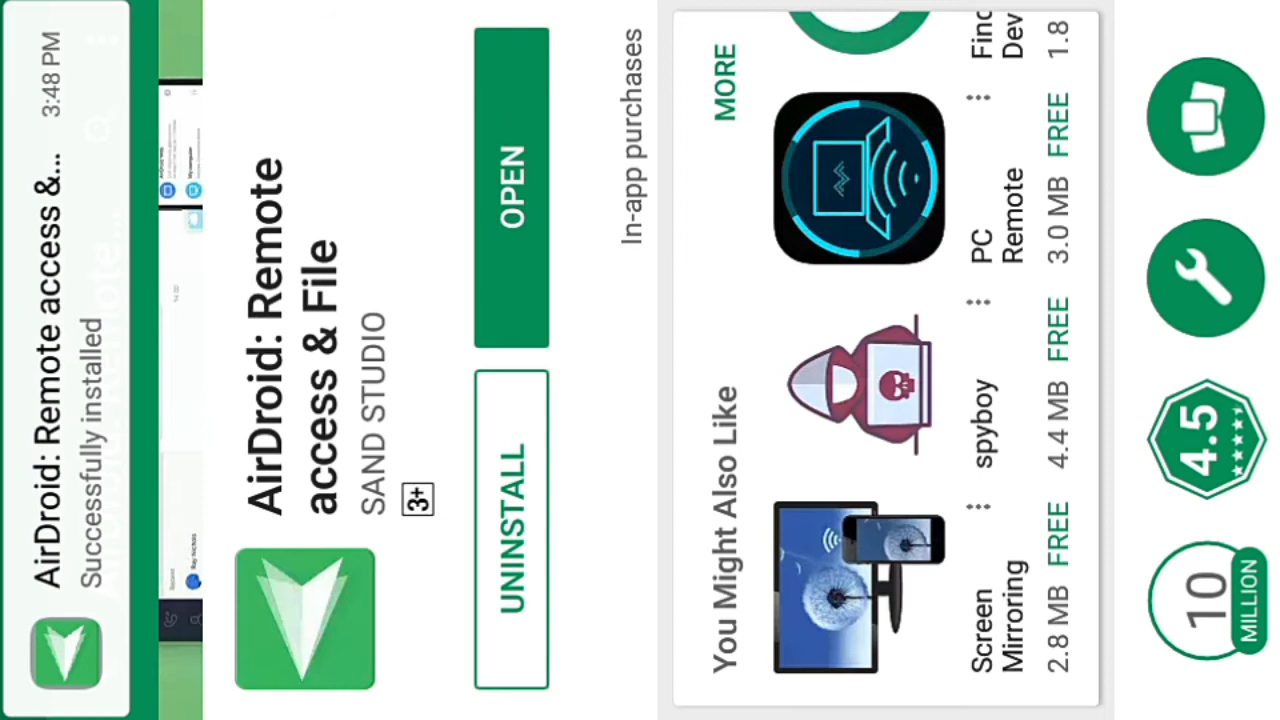 AirDroid: Remote access &... 3:48 PM
Successfully installed
AirDroid: Remote
access & File
SAND STUDIO
3+
UNINSTALL OPEN
In-app purchases
You Might Also Like MORE
Screen
Mirroring
2.8 MB FREE
spyboy
4.4 MB FREE
PC
Remote
3.0 MB FREE
Find
Dev
1.8
10
MILLION
4.5